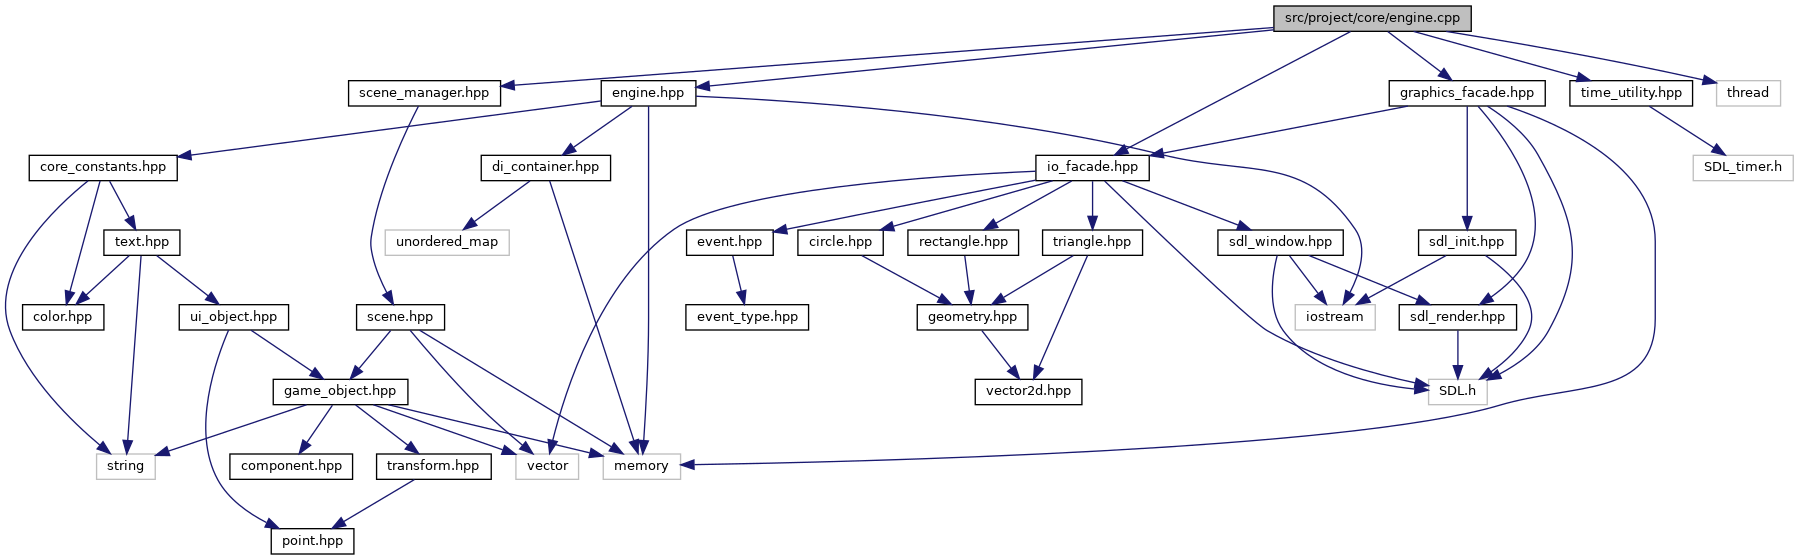 src/project/core/engine.cpp
scene_manager.hpp
engine.hpp
graphics_facade.hpp
time_utility.hpp
thread
core_constants.hpp
di_container.hpp
io_facade.hpp
SDL_timer.h
text.hpp
unordered_map
event.hpp
circle.hpp
rectangle.hpp
triangle.hpp
sdl_window.hpp
sdl_init.hpp
color.hpp
ui_object.hpp
scene.hpp
event_type.hpp
geometry.hpp
iostream
sdl_render.hpp
game_object.hpp
vector2d.hpp
SDL.h
string
component.hpp
transform.hpp
vector
memory
point.hpp